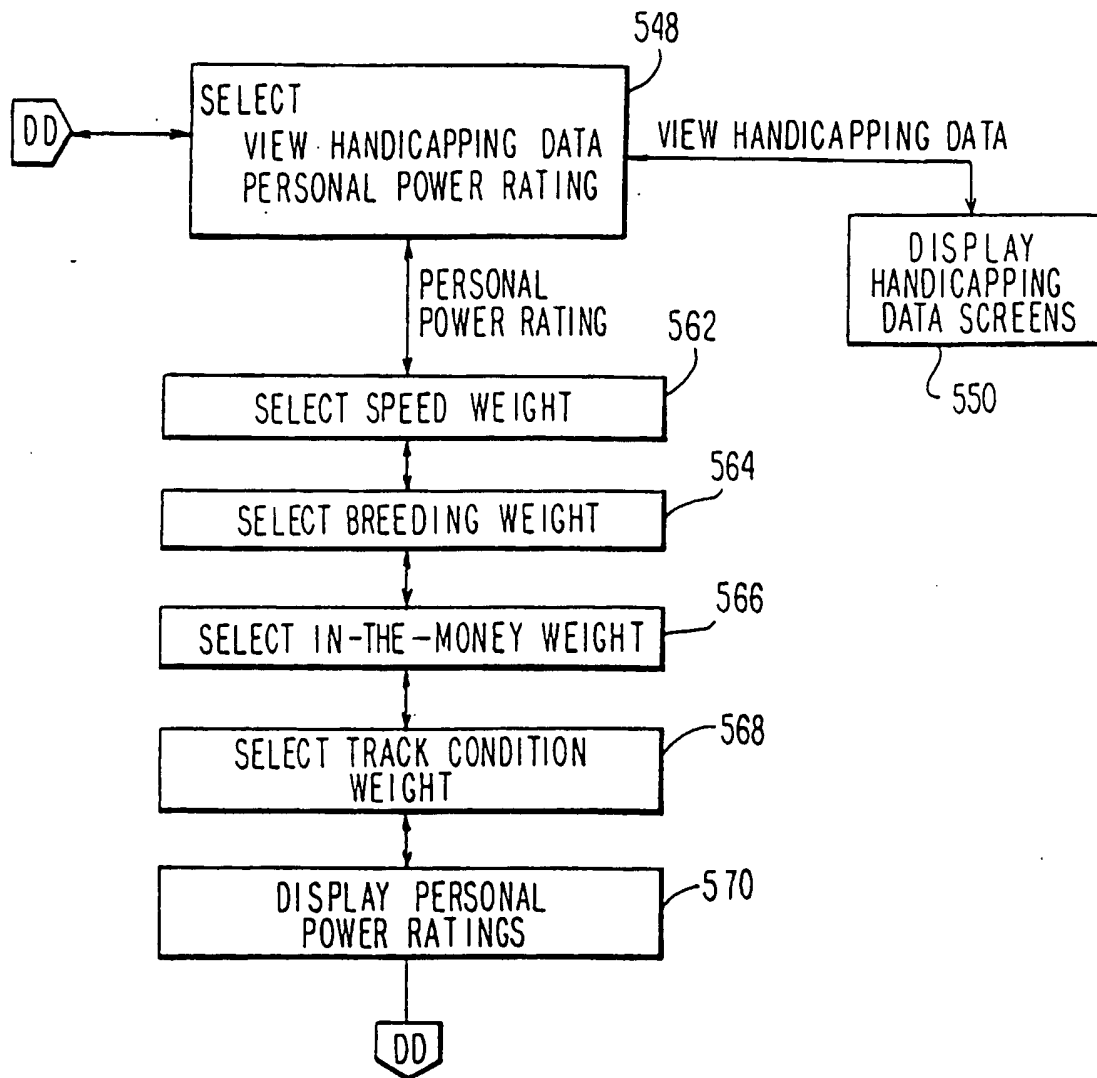 548
DD
SELECT
VIEW HANDICAPPING DATA
PERSONAL POWER RATING
VIEW HANDICAPPING DATA
DISPLAY
HANDICAPPING
DATA SCREENS
550
PERSONAL
POWER RATING
562
SELECT SPEED WEIGHT
564
SELECT BREEDING WEIGHT
566
SELECT IN-THE-MONEY WEIGHT
568
SELECT TRACK CONDITION
WEIGHT
570
DISPLAY PERSONAL
POWER RATINGS
DD